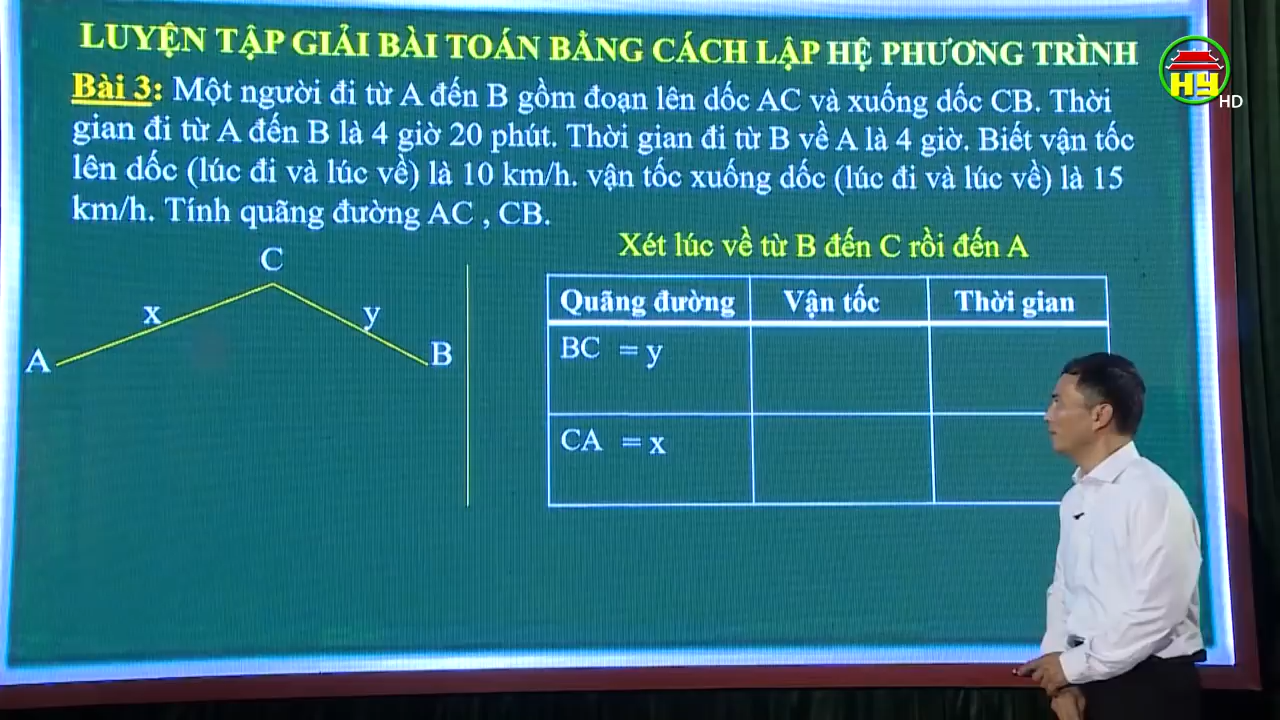 LUYỆN TẬP GIẢI BÀI TOÁN BẰNG CÁCH LẬP HỆ PHƯƠNG TRÌNH
Bài 3: Một người đi từ A đến B gồm đoạn lên dốc AC và xuống dốc CB. Thời
gian đi từ A đến B là 4 giờ 20 phút. Thời gian đi từ B về A là 4 giờ. Biết vận tốc
lên dốc (lúc đi và lúc về) là 10 km/h. vận tốc xuống dốc (lúc đi và lúc về) là 15
km/h. Tính quãng đường AC , CB.
HY
HD
C
x
y
A
B
Xét lúc về từ B đến C rồi đến A
Quãng đường Vận tốc Thời gian
BC = y
CA = x